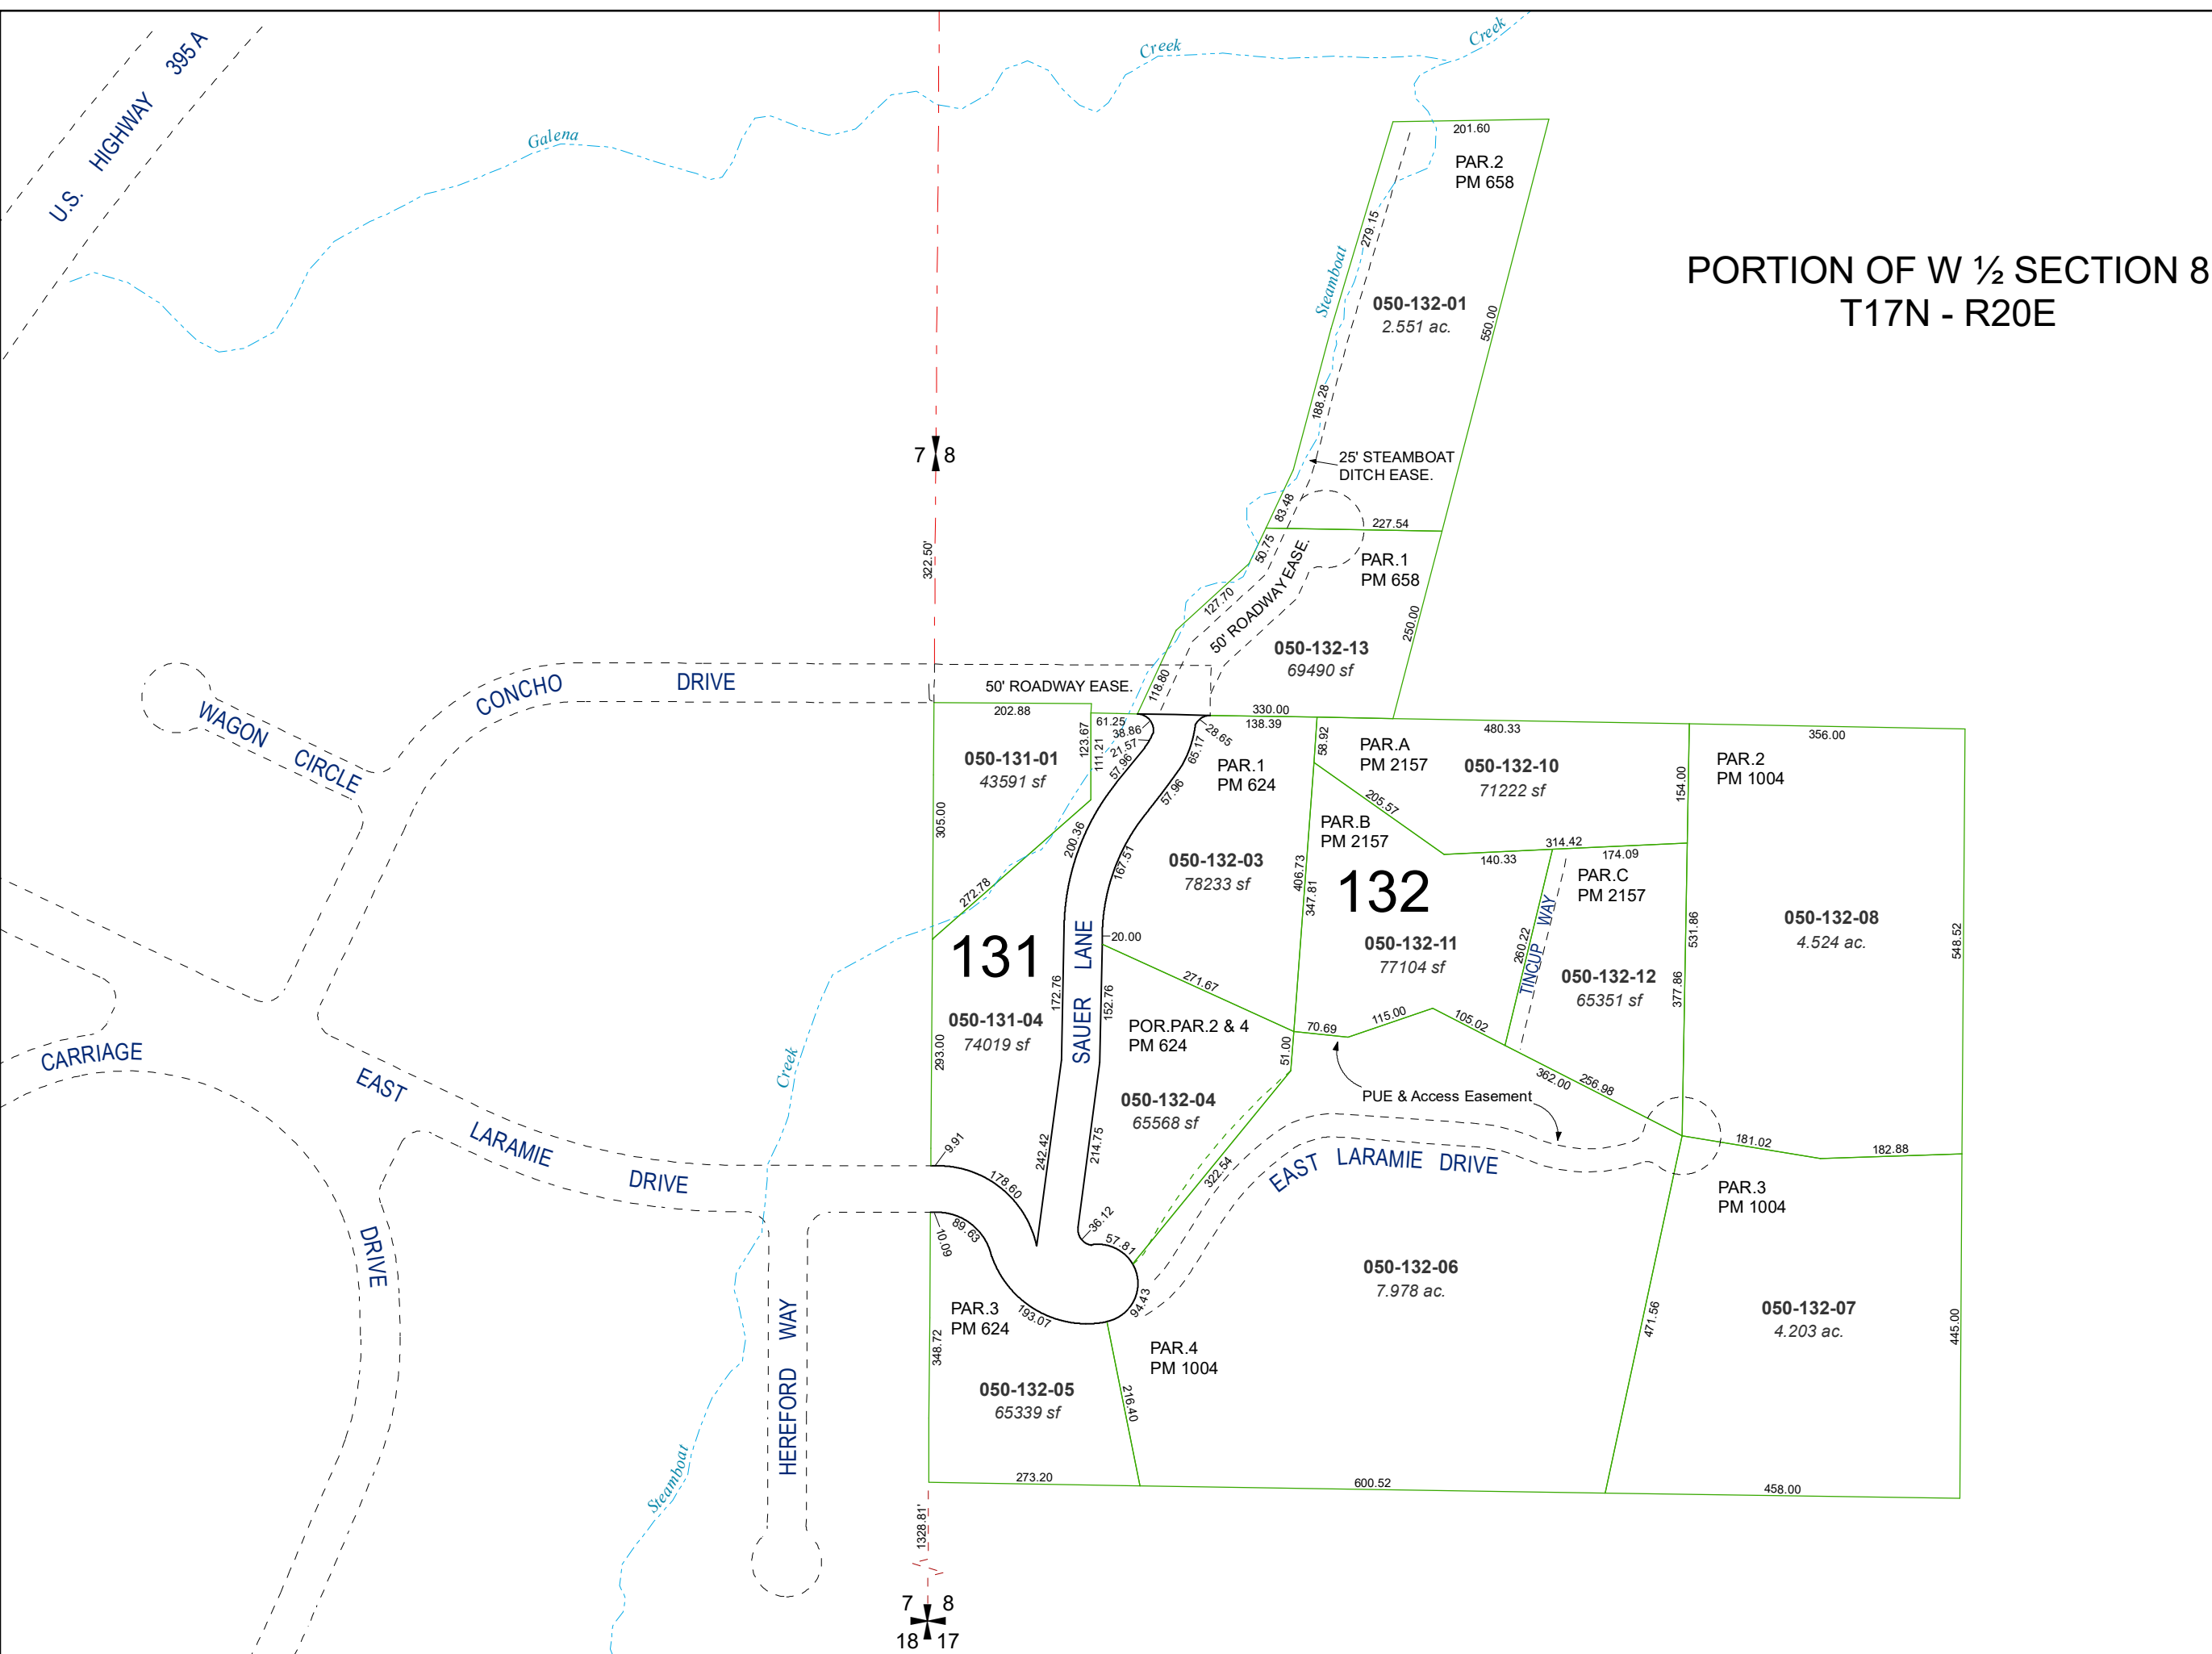 U.S. HIGHWAY 395 A
Galena
Creek
Creek
201.60
PAR.2
PM 658
279.15
Steamboat
PORTION OF W ½ SECTION 8
T17N - R20E
050-132-01
2.551 ac.
550.00
188.28
7 8
25' STEAMBOAT
DITCH EASE.
83.48
227.54
322.50'
50.75
PAR.1
PM 658
127.70
50' ROADWAY EASE.
250.00
050-132-13
69490 sf
WAGON CIRCLE
CONCHO DRIVE
50' ROADWAY EASE.
118.80
202.88
61.25
38.86
21.57
57.96
123.67
111.21
330.00
138.39
28.65
65.17
57.96
58.92
480.33
356.00
050-131-01
43591 sf
PAR.1
PM 624
PAR.A
PM 2157
050-132-10
71222 sf
PAR.2
PM 1004
154.00
305.00
205.57
200.36
167.51
PAR.B
PM 2157
314.42
140.33
174.09
050-132-03
78233 sf
406.73
347.81
132
PAR.C
PM 2157
272.78
TINCUP WAY
050-132-08
4.524 ac.
131
20.00
050-132-11
77104 sf
260.22
531.86
377.86
548.52
172.76
SAUER LANE
152.76
271.67
050-132-12
65351 sf
050-131-04
74019 sf
293.00
POR.PAR.2 & 4
PM 624
70.69
115.00
105.02
51.00
CARRIAGE
DRIVE
EAST LARAMIE DRIVE
Creek
362.00
256.98
PUE & Access Easement
050-132-04
65568 sf
9.91
242.42
214.75
181.02
182.88
178.60
322.54
EAST LARAMIE DRIVE
PAR.3
PM 1004
10.09
89.63
36.12
57.81
050-132-06
7.978 ac.
94.43
HEREFORD WAY
PAR.3
PM 624
193.07
050-132-07
4.203 ac.
471.56
445.00
348.72
PAR.4
PM 1004
050-132-05
65339 sf
216.40
Steamboat
273.20
600.52
458.00
1328.81'
7 8
18 17